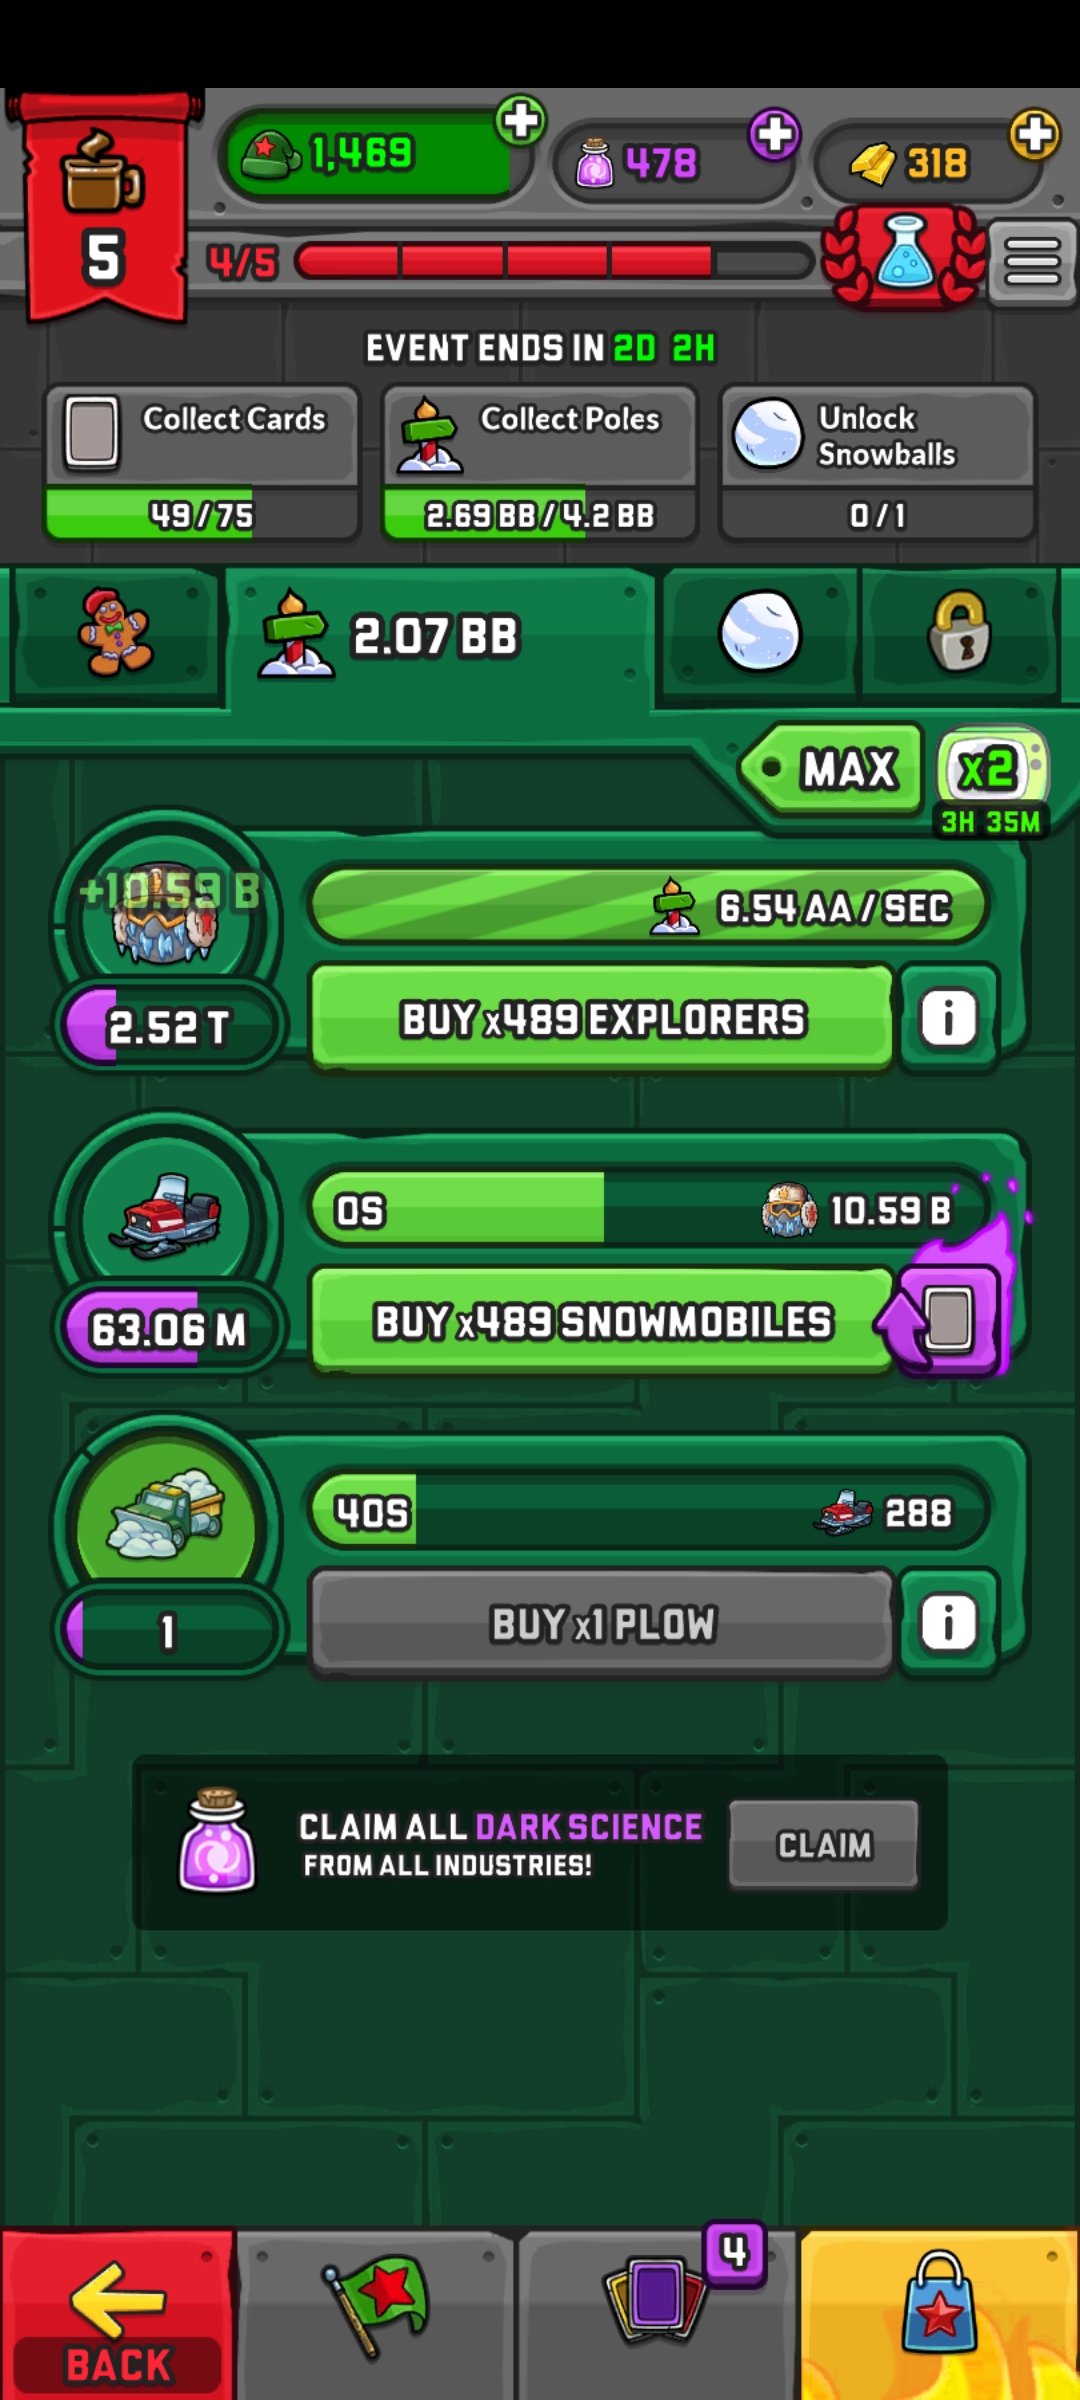 1,469
478
318
5
4/5
EVENT ENDS IN 2D 2H
Collect Cards
49/75
Collect Poles
2.69 BB/4.2 BB
Unlock
Snowballs
0/1
2.07 BB
MAX
x2
3H 35M
+10.59 B
6.54 AA/SEC
2.52 T
BUY x489 EXPLORERS
i
0S
10.59 B
63.06 M
BUY x489 SNOWMOBILES
40S
288
1
BUY x1 PLOW
i
CLAIM ALL DARK SCIENCE
FROM ALL INDUSTRIES!
CLAIM
4
BACK